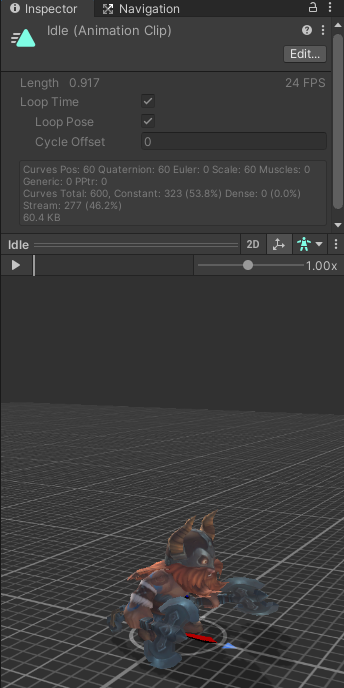 Inspector
Navigation
Idle (Animation Clip)
Edit...
Length 0.917 24 FPS
Loop Time
Loop Pose
Cycle Offset 0
Curves Pos: 60 Quaternion: 60 Euler: 0 Scale: 60 Muscles: 0
Generic: 0 PPtr: 0
Curves Total: 600, Constant: 323 (53.8%) Dense: 0 (0.0%)
Stream: 277 (46.2%)
60.4 KB
Idle
2D
1.00x